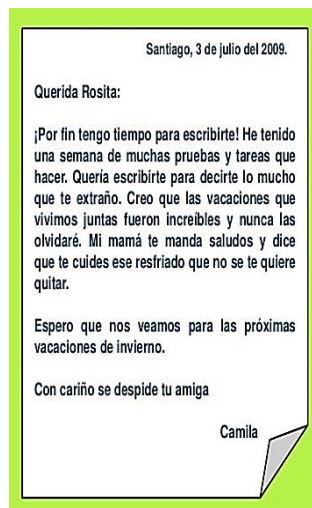 Santiago, 3 de julio del 2009.
Querida Rosita:
¡Por fin tengo tiempo para escribirte! He tenido
una semana de muchas pruebas y tareas que
hacer. Quería escribirte para decirte lo mucho
que te extraño. Creo que las vacaciones que
vivimos juntas fueron increíbles y nunca las
olvidaré. Mi mamá te manda saludos y dice
que te cuides ese resfriado que no se te quiere
quitar.
Espero que nos veamos para las próximas
vacaciones de invierno.
Con cariño se despide tu amiga
Camila